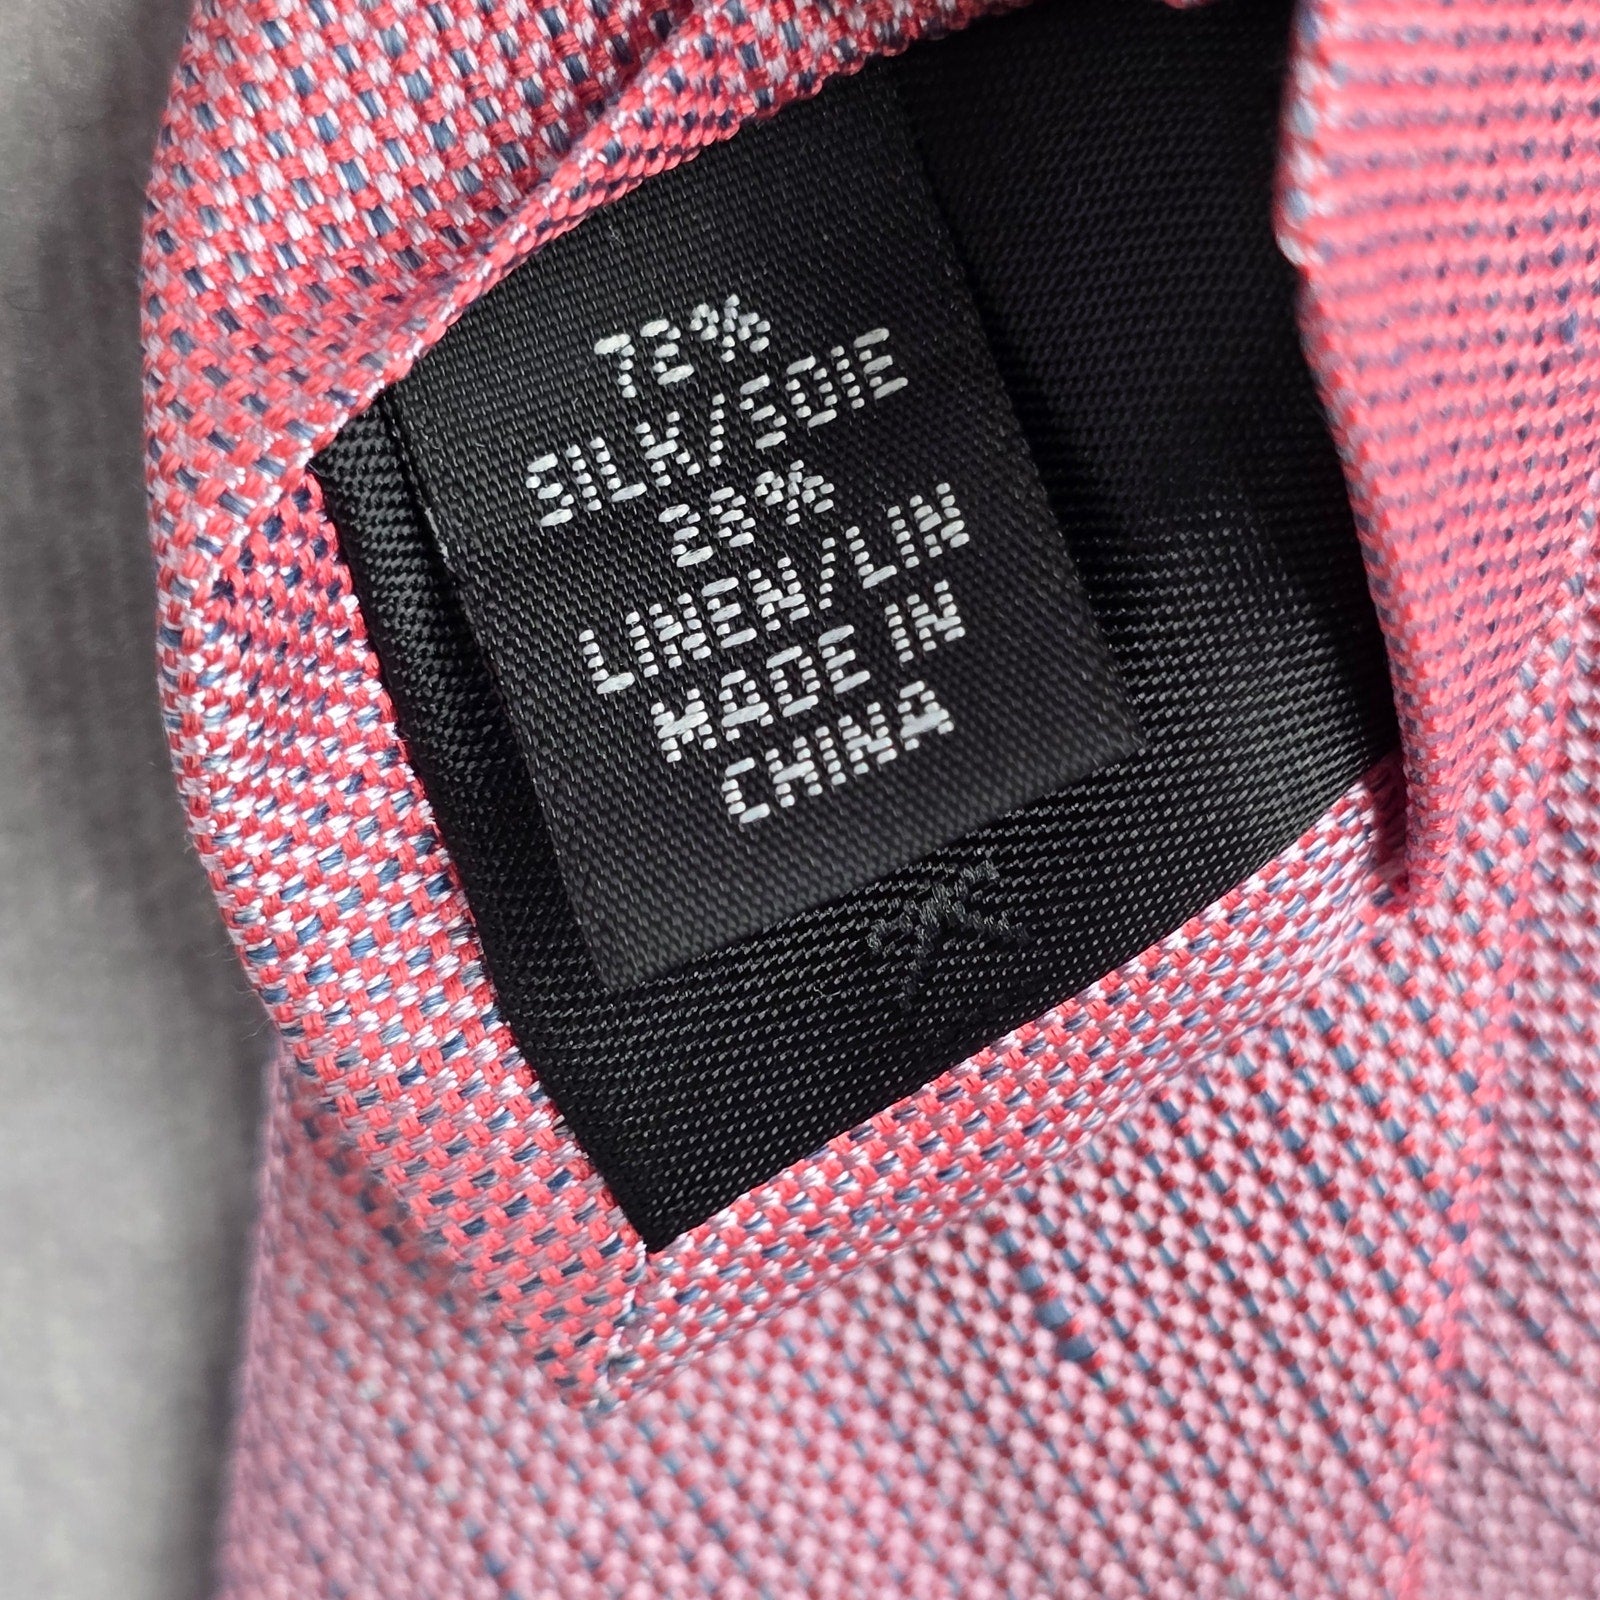 72%
SILK/SOIE
28%
LINEN/LIN
MADE IN
CHINA